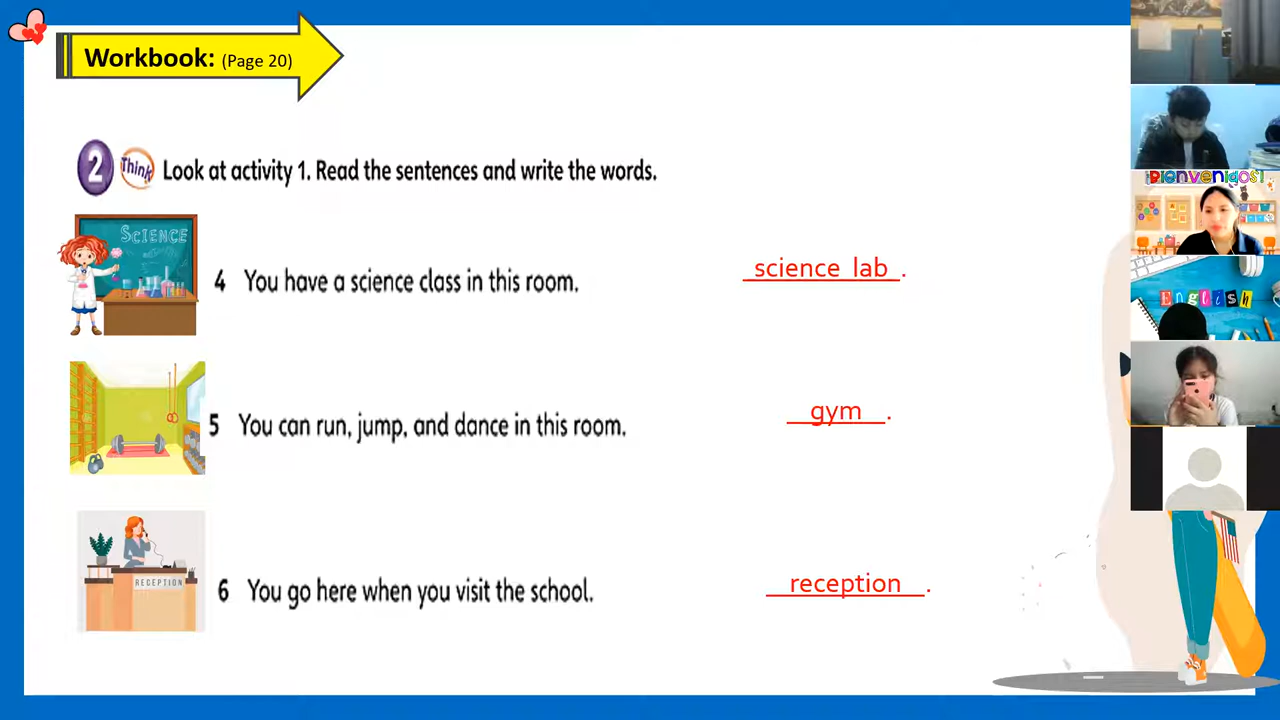 Workbook: (Page 20)
2 Think Look at activity 1. Read the sentences and write the words.
SCIENCE
4 You have a science class in this room. science lab .
5 You can run, jump, and dance in this room. gym .
RECEPTION
6 You go here when you visit the school. reception .
¡BIENVENIDOS!
English